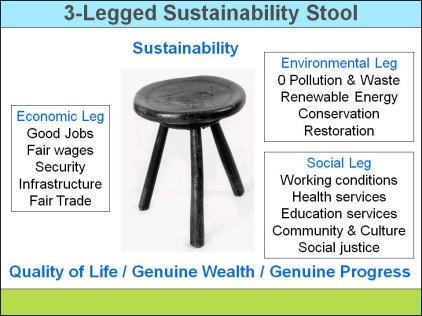 3-Legged Sustainability Stool
Sustainability
Economic Leg
Good Jobs
Fair wages
Security
Infrastructure
Fair Trade
Environmental Leg
0 Pollution & Waste
Renewable Energy
Conservation
Restoration
Social Leg
Working conditions
Health services
Education services
Community & Culture
Social justice
Quality of Life / Genuine Wealth / Genuine Progress